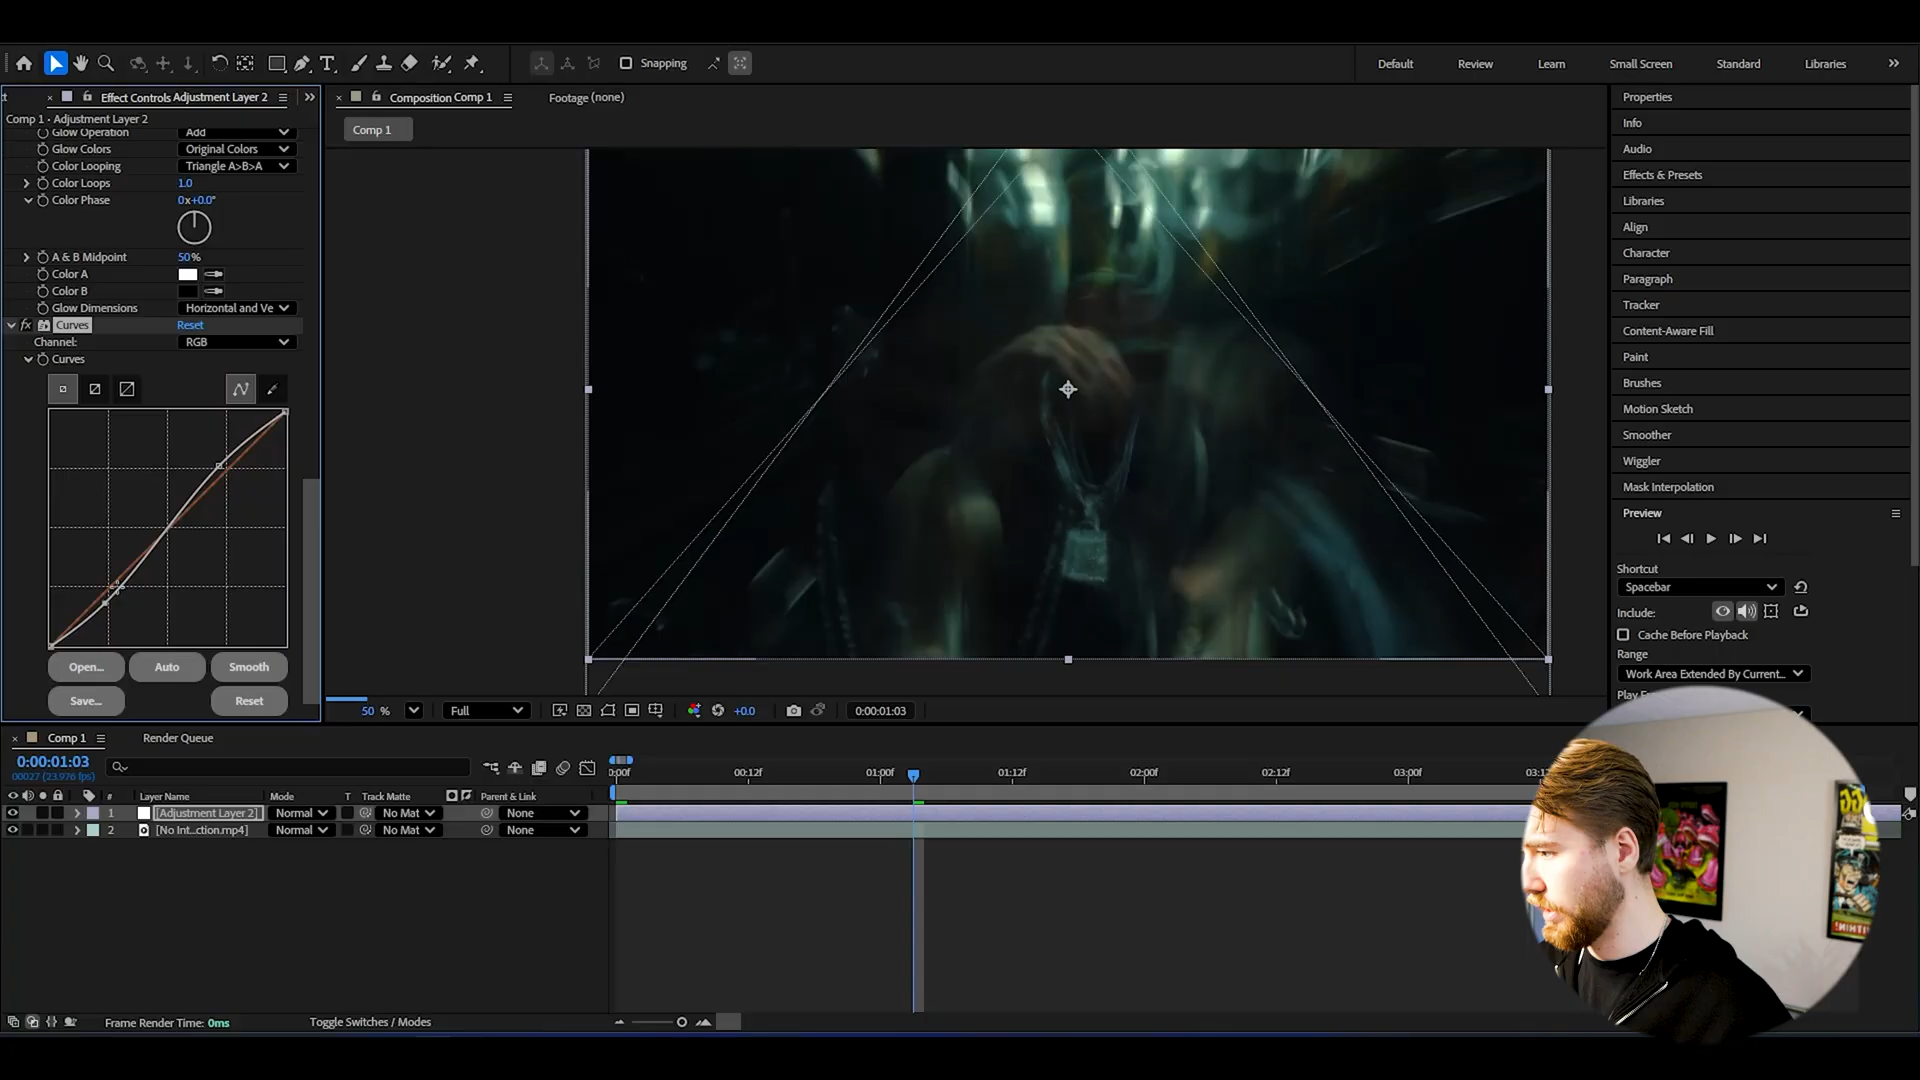 Snapping
Default
Review
Learn
Small Screen
Standard
Libraries
Effect Controls Adjustment Layer 2
Composition Comp 1
Footage (none)
Comp 1 • Adjustment Layer 2
Comp 1
Glow Operation Add
Glow Colors Original Colors
Color Looping Triangle A>B>A
Color Loops 1.0
Color Phase 0x+0.0°
A & B Midpoint 50%
Color A
Color B
Glow Dimensions Horizontal and Ve
fx Curves Reset
Channel: RGB
Curves
Open... Auto Smooth
Save... Reset
50 % Full +0.0 0:00:01:03
Properties
Info
Audio
Effects & Presets
Libraries
Align
Character
Paragraph
Tracker
Content-Aware Fill
Paint
Brushes
Motion Sketch
Smoother
Wiggler
Mask Interpolation
Preview
Shortcut
Spacebar
Include:
Cache Before Playback
Range
Work Area Extended By Current...
Comp 1
Render Queue
0:00:01:03
00027 (23.976 fps)
0:00f 00:12f 01:00f 01:12f 02:00f 02:12f 03:00f
# Layer Name Mode T Track Matte Parent & Link
1 [Adjustment Layer 2] Normal No Mat None
2 [No Int...ction.mp4] Normal No Mat None
Frame Render Time: 0ms
Toggle Switches / Modes